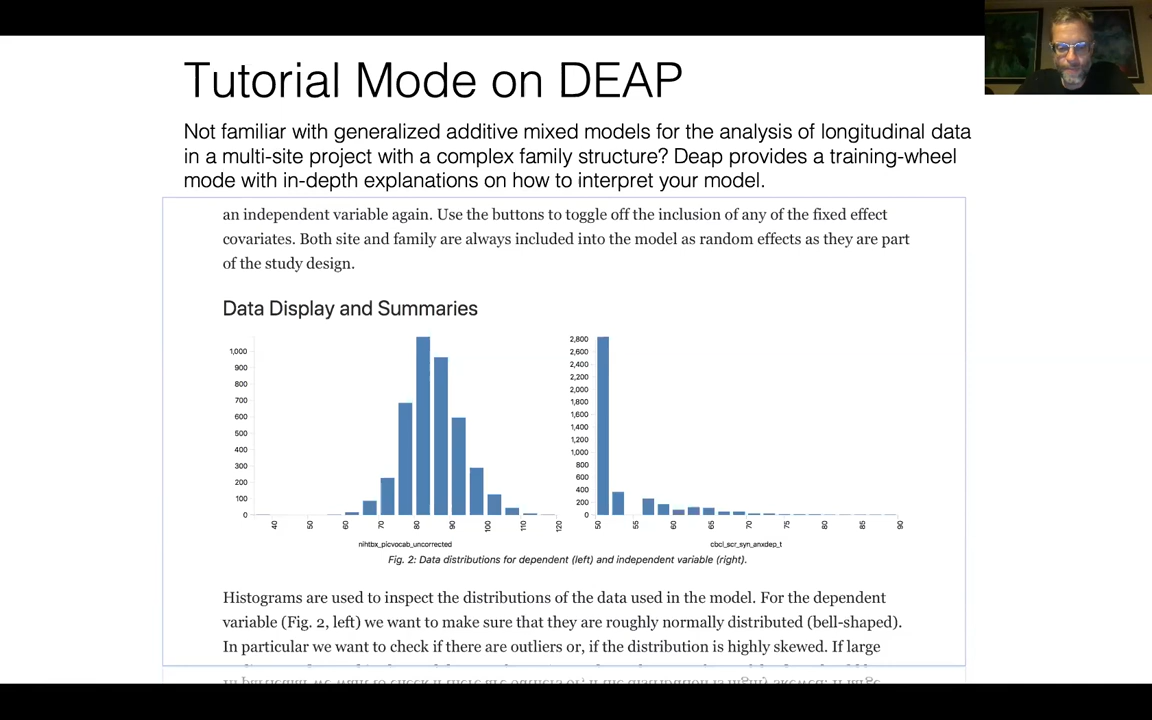 Tutorial Mode on DEAP
Not familiar with generalized additive mixed models for the analysis of longitudinal data
in a multi-site project with a complex family structure? Deap provides a training-wheel
mode with in-depth explanations on how to interpret your model.
an independent variable again. Use the buttons to toggle off the inclusion of any of the fixed effect
covariates. Both site and family are always included into the model as random effects as they are part
of the study design.
Data Display and Summaries
1,000
900
800
700
600
500
400
300
200
100
0
40 50 60 70 80 90 100 110 120
nihtbx_picvocab_uncorrected
2,800
2,600
2,400
2,200
2,000
1,800
1,600
1,400
1,200
1,000
800
600
400
200
0
50 55 60 65 70 75 80 85 90
cbcl_scr_syn_anxdep_t
Fig. 2: Data distributions for dependent (left) and independent variable (right).
Histograms are used to inspect the distributions of the data used in the model. For the dependent
variable (Fig. 2, left) we want to make sure that they are roughly normally distributed (bell-shaped).
In particular we want to check if there are outliers or, if the distribution is highly skewed. If large